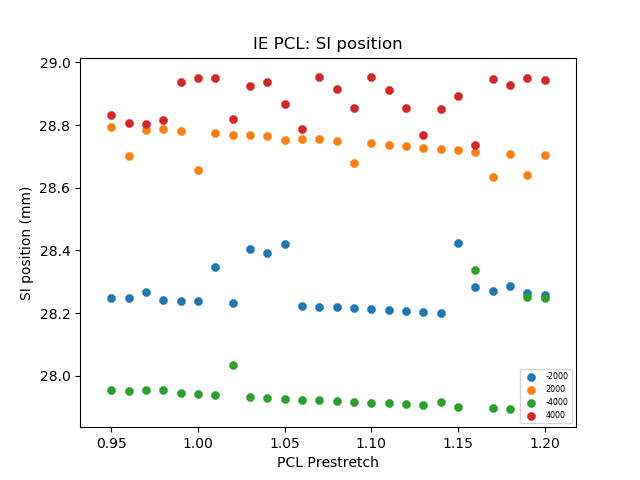 IE PCL: SI position
29.0
28.8
28.6
28.4
28.2
28.0
SI position (mm)
-2000
2000
-4000
4000
0.95 1.00 1.05 1.10 1.15 1.20
PCL Prestretch